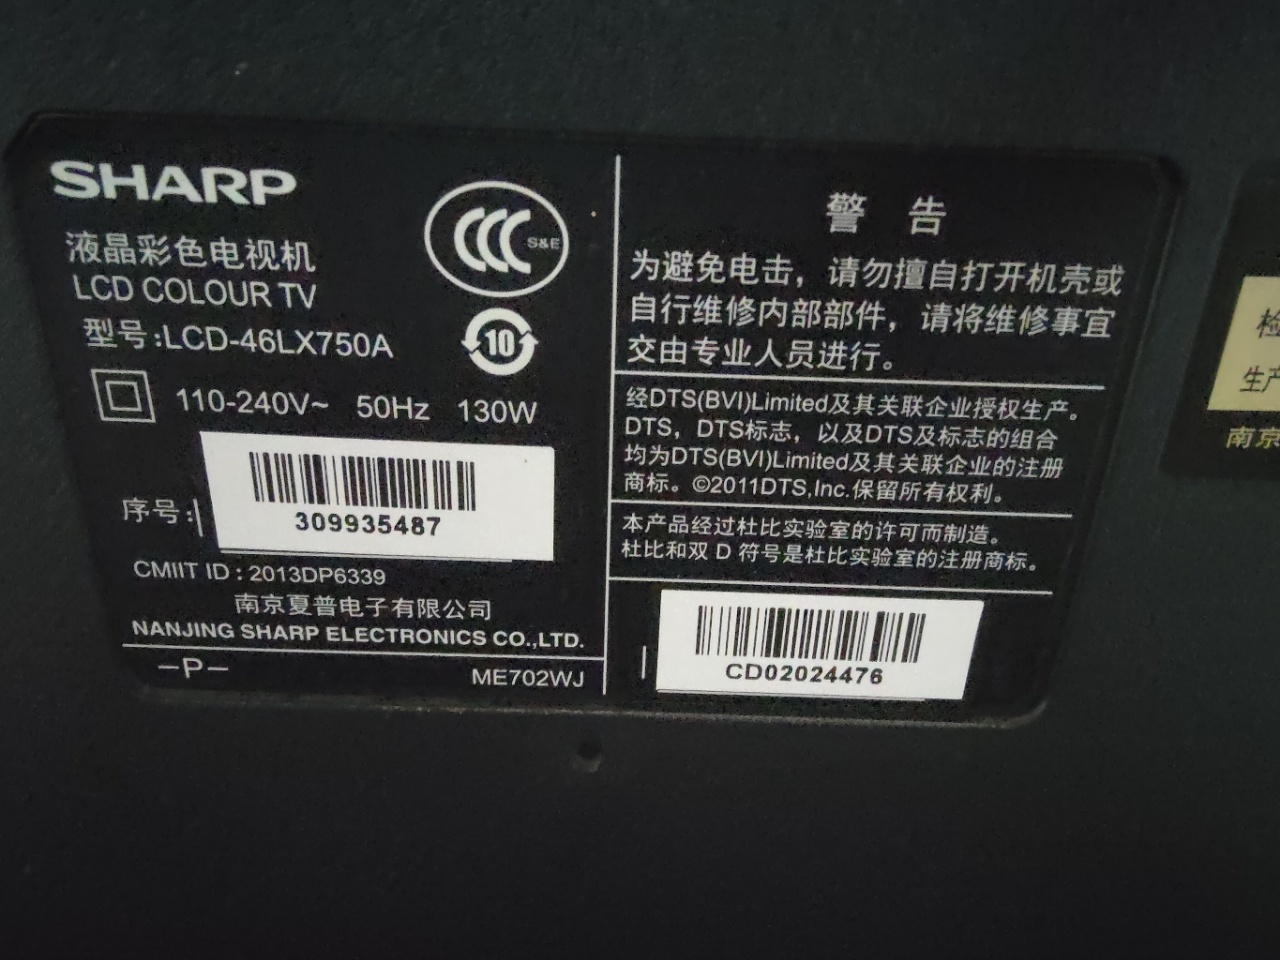 SHARP
液晶彩色电视机
LCD COLOUR TV
型号:LCD-46LX750A
CCC S&E
10
110-240V~ 50Hz 130W
序号:
309935487
CMIIT ID : 2013DP6339
南京夏普电子有限公司
NANJING SHARP ELECTRONICS CO.,LTD.
–P–
ME702WJ
警 告
为避免电击，请勿擅自打开机壳或
自行维修内部部件，请将维修事宜
交由专业人员进行。
经DTS(BVI)Limited及其关联企业授权生产。
DTS，DTS标志，以及DTS及标志的组合
均为DTS(BVI)Limited及其关联企业的注册
商标。©2011DTS,Inc.保留所有权利。
本产品经过杜比实验室的许可而制造。
杜比和双 D 符号是杜比实验室的注册商标。
CD02024476
检
生产
南京